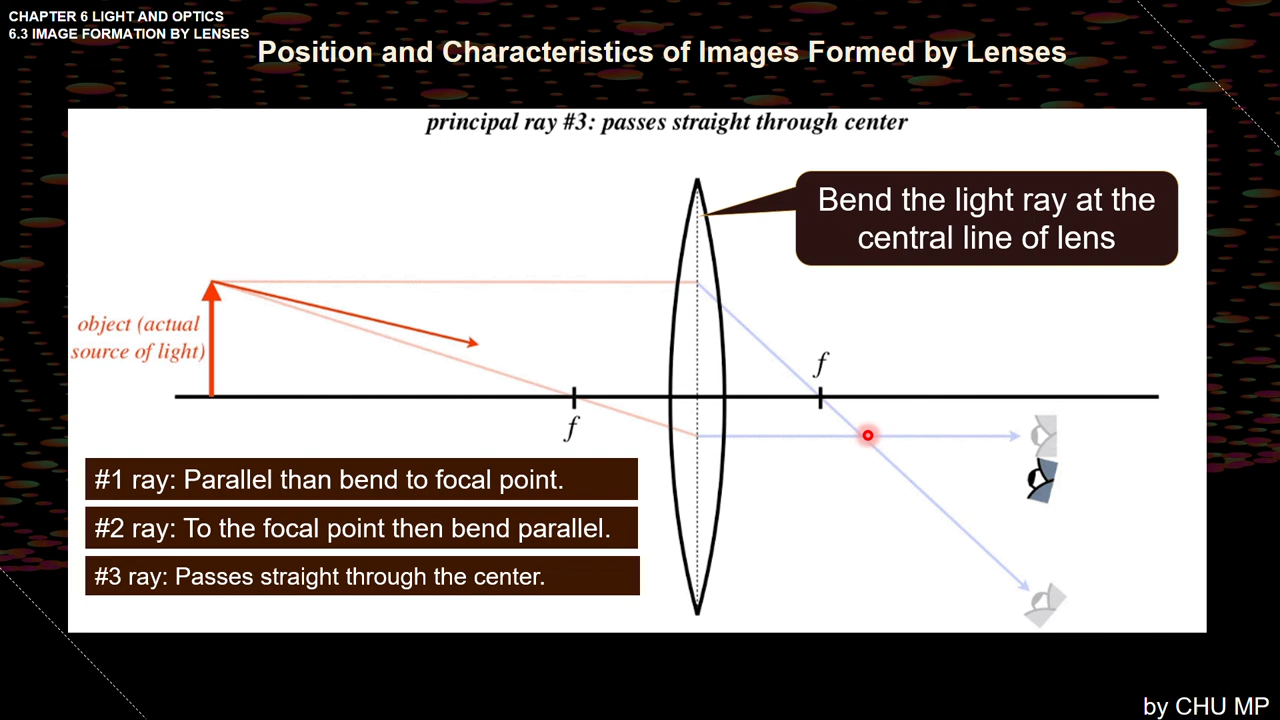 CHAPTER 6 LIGHT AND OPTICS
6.3 IMAGE FORMATION BY LENSES
Position and Characteristics of Images Formed by Lenses
principal ray #3: passes straight through center
Bend the light ray at the
central line of lens
object (actual
source of light)
f
f
#1 ray: Parallel than bend to focal point.
#2 ray: To the focal point then bend parallel.
#3 ray: Passes straight through the center.
by CHU MP